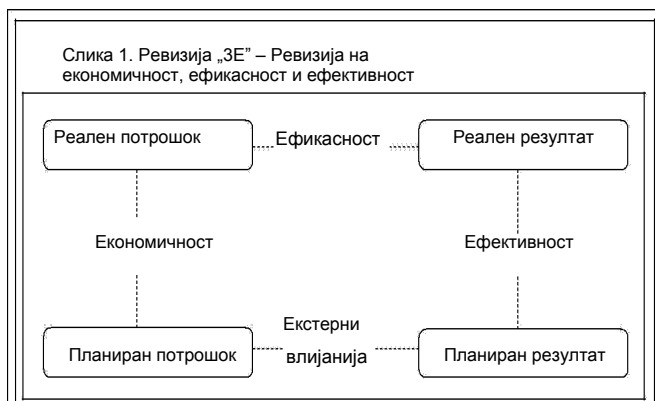 Слика 1. Ревизија „3Е” – Ревизија на
економичност, ефикасност и ефективност
Реален потрошок
Ефикасност
Реален резултат
Економичност
Ефективност
Екстерни
влијанија
Планиран потрошок
Планиран резултат